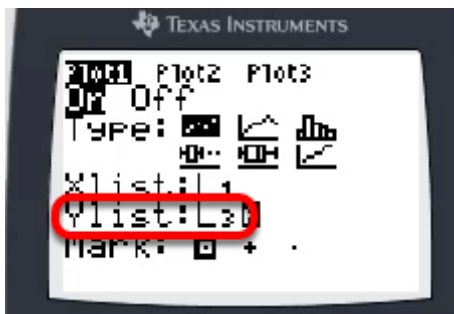 TEXAS INSTRUMENTS
Plot1 Plot2 Plot3
On Off
Type:
Xlist:L1
Ylist:L3
Mark: + .